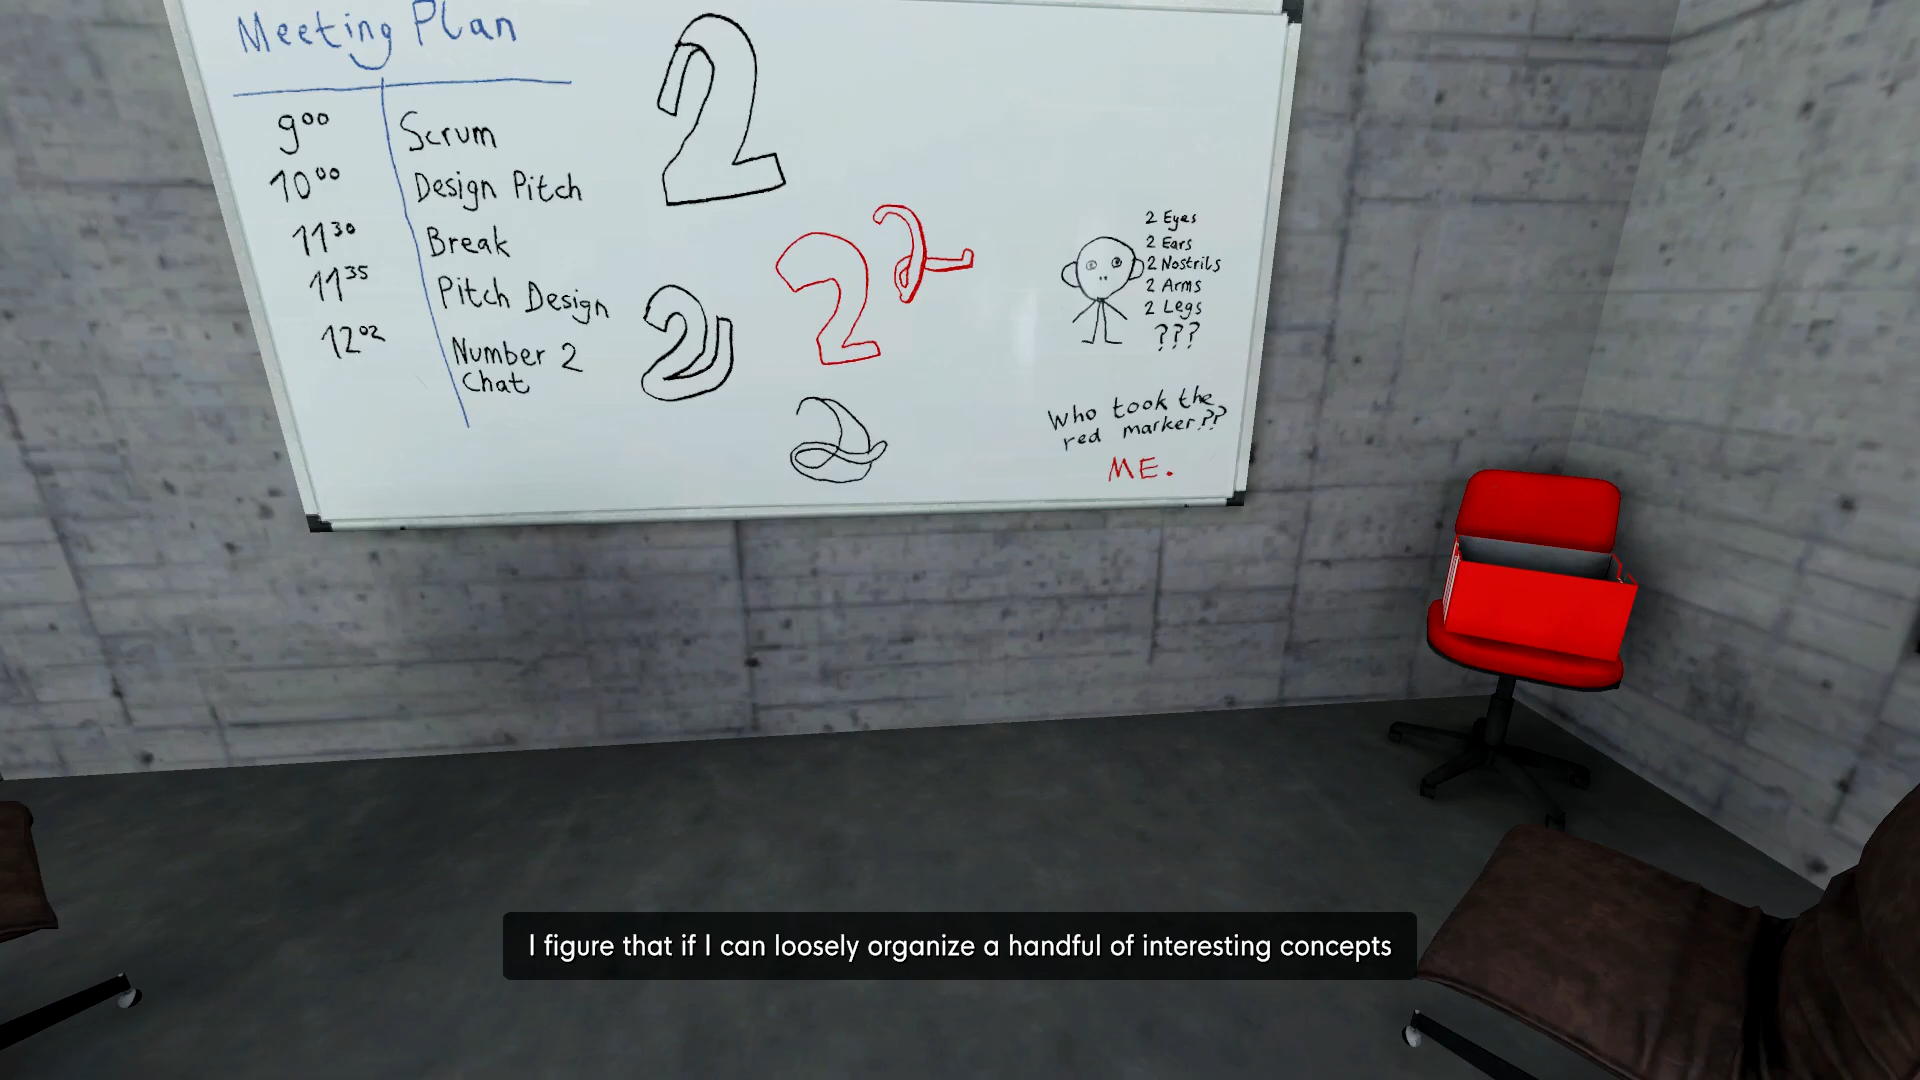 Meeting Plan
9⁰⁰ Scrum
10⁰⁰ Design Pitch
11³⁰ Break
11³⁵ Pitch Design
12⁰² Number 2
Chat
2
2
2
2
2
2 Eyes
2 Ears
2 Nostrils
2 Arms
2 Legs
???
Who took the
red marker??
ME.
I figure that if I can loosely organize a handful of interesting concepts